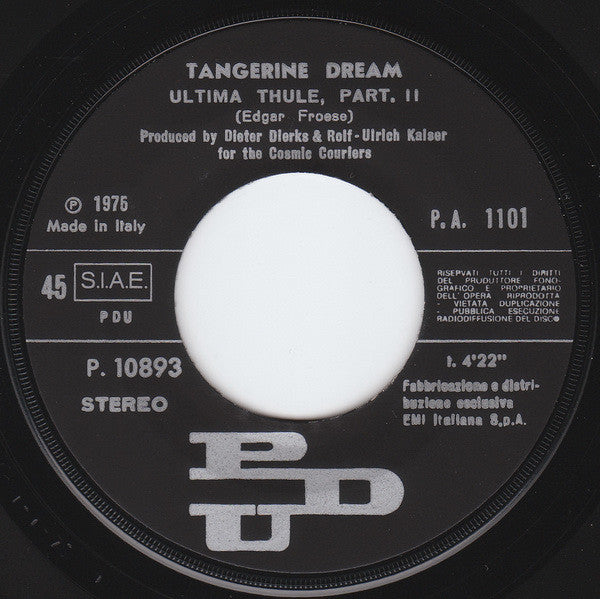 TANGERINE DREAM
ULTIMA THULE, PART. II
(Edgar Froese)
Produced by Dieter Dierks & Rolf-Ulrich Kaiser
for the Cosmic Couriers
℗ 1975
Made in Italy
P.A. 1101
45 S.I.A.E.
PDU
RISERVATI TUTTI I DIRITTI
DEL PRODUTTORE FONO-
GRAFICO E PROPRIETARIO
DELL'OPERA RIPRODOTTA
- VIETATA DUPLICAZIONE
- PUBBLICA ESECUZIONE
RADIODIFFUSIONE DEL DISCO
P. 10893
STEREO
t. 4'22"
Fabbricazione e distri-
buzione esclusiva
EMI Italiana S.p.A.
PDU